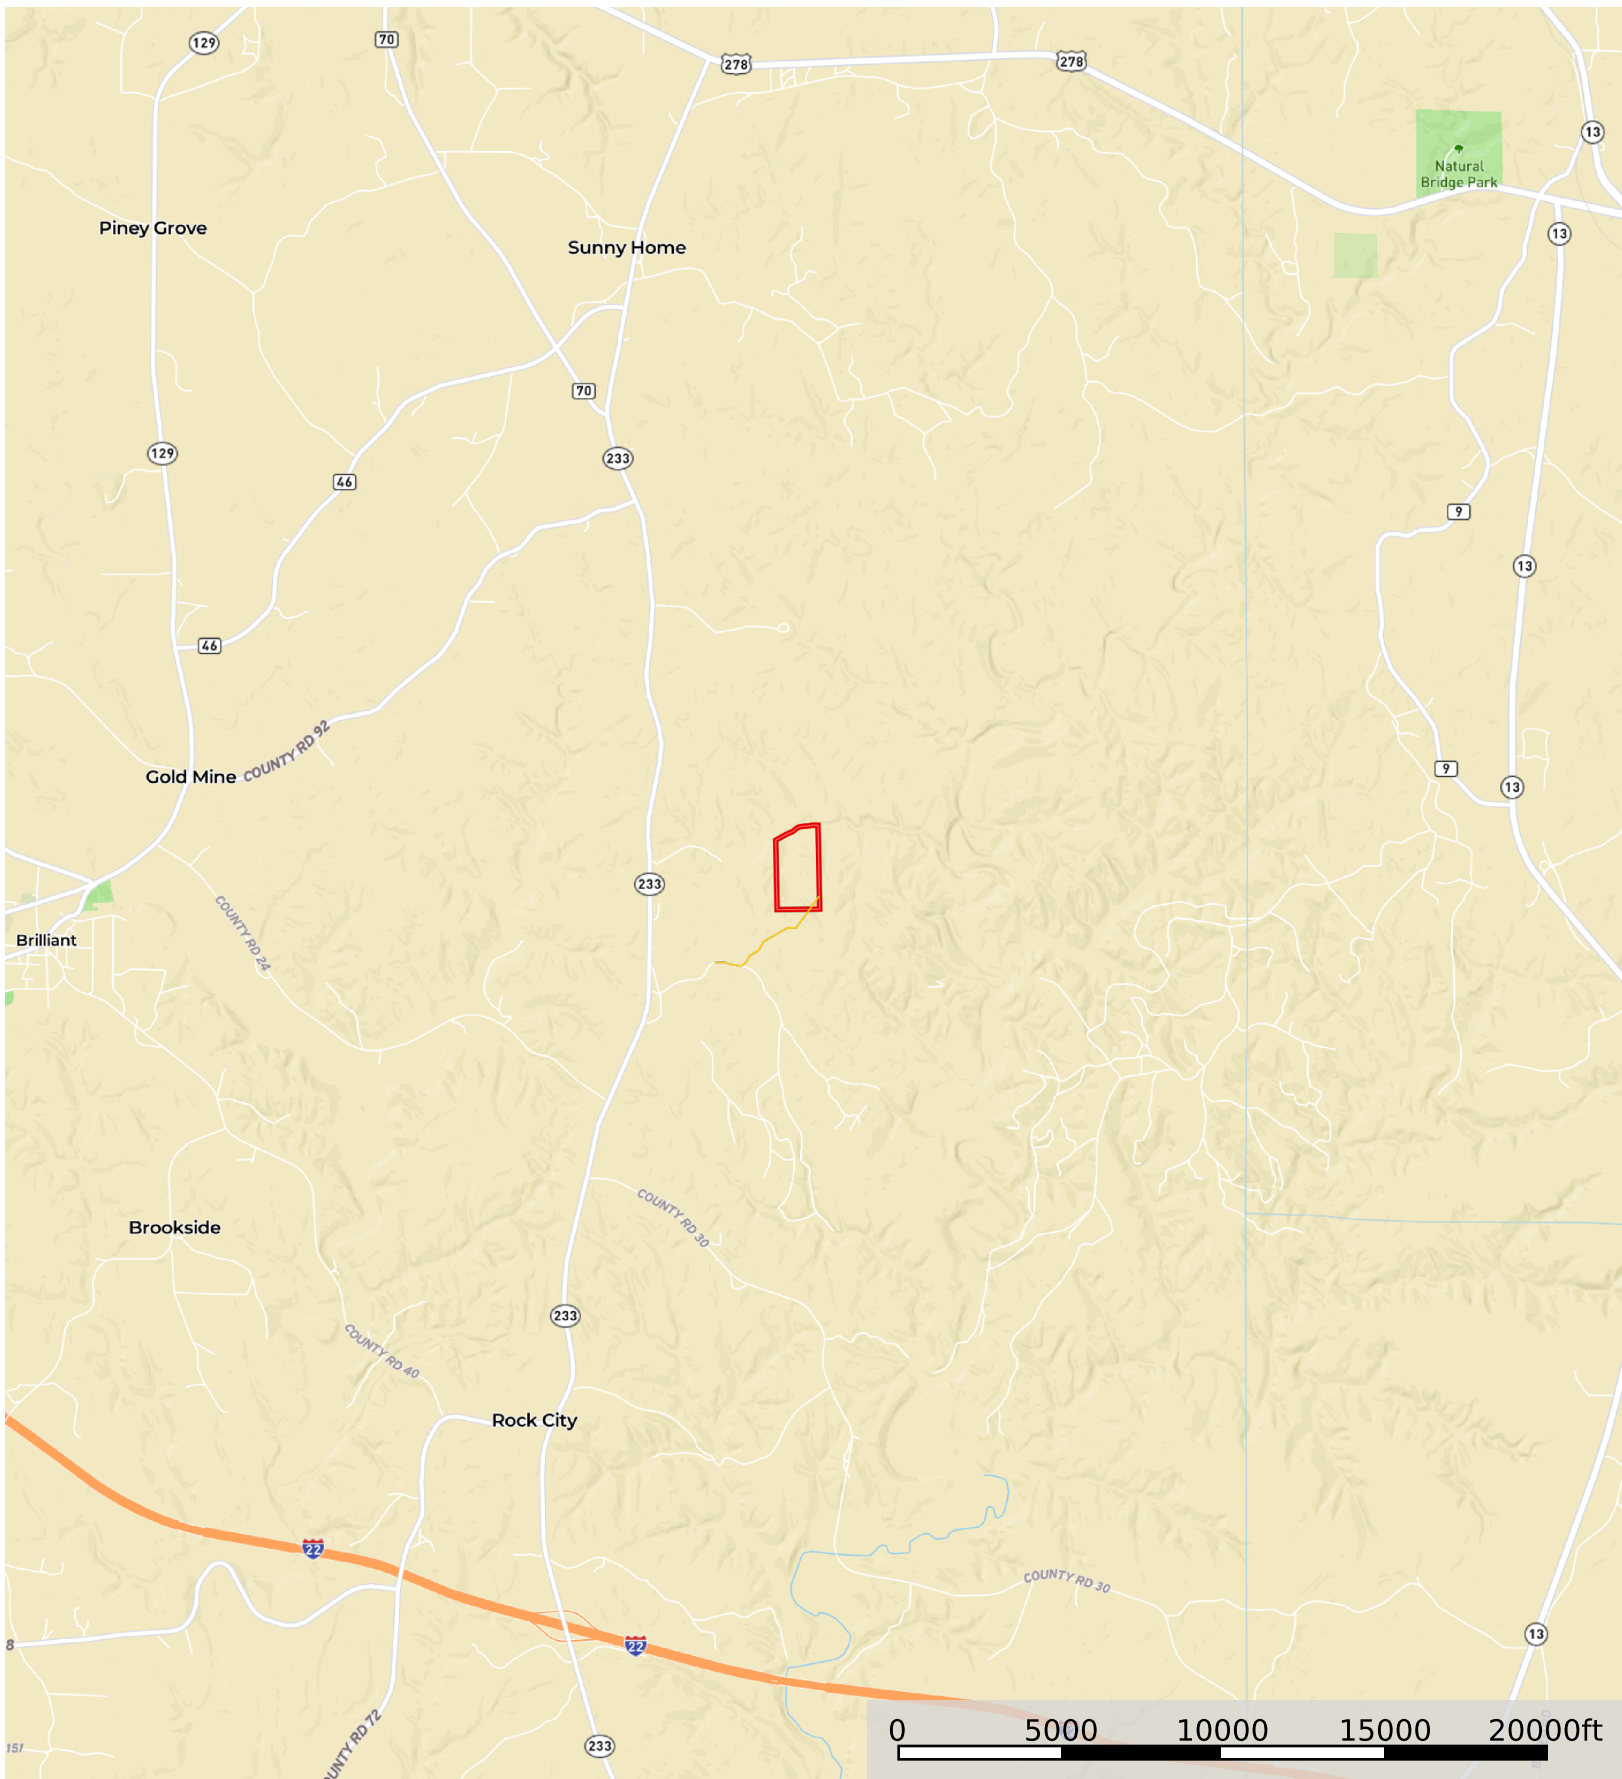 129
70
278
278
13
Natural
Bridge Park
Piney Grove
13
Sunny Home
70
129
233
46
9
13
46
COUNTY RD 92
Gold Mine
9
13
233
COUNTY RD 24
Brilliant
COUNTY RD 30
Brookside
233
COUNTY RD 40
Rock City
22
COUNTY RD 30
8
22
13
COUNTY RD 72
151
233
0 5000 10000 15000 20000ft